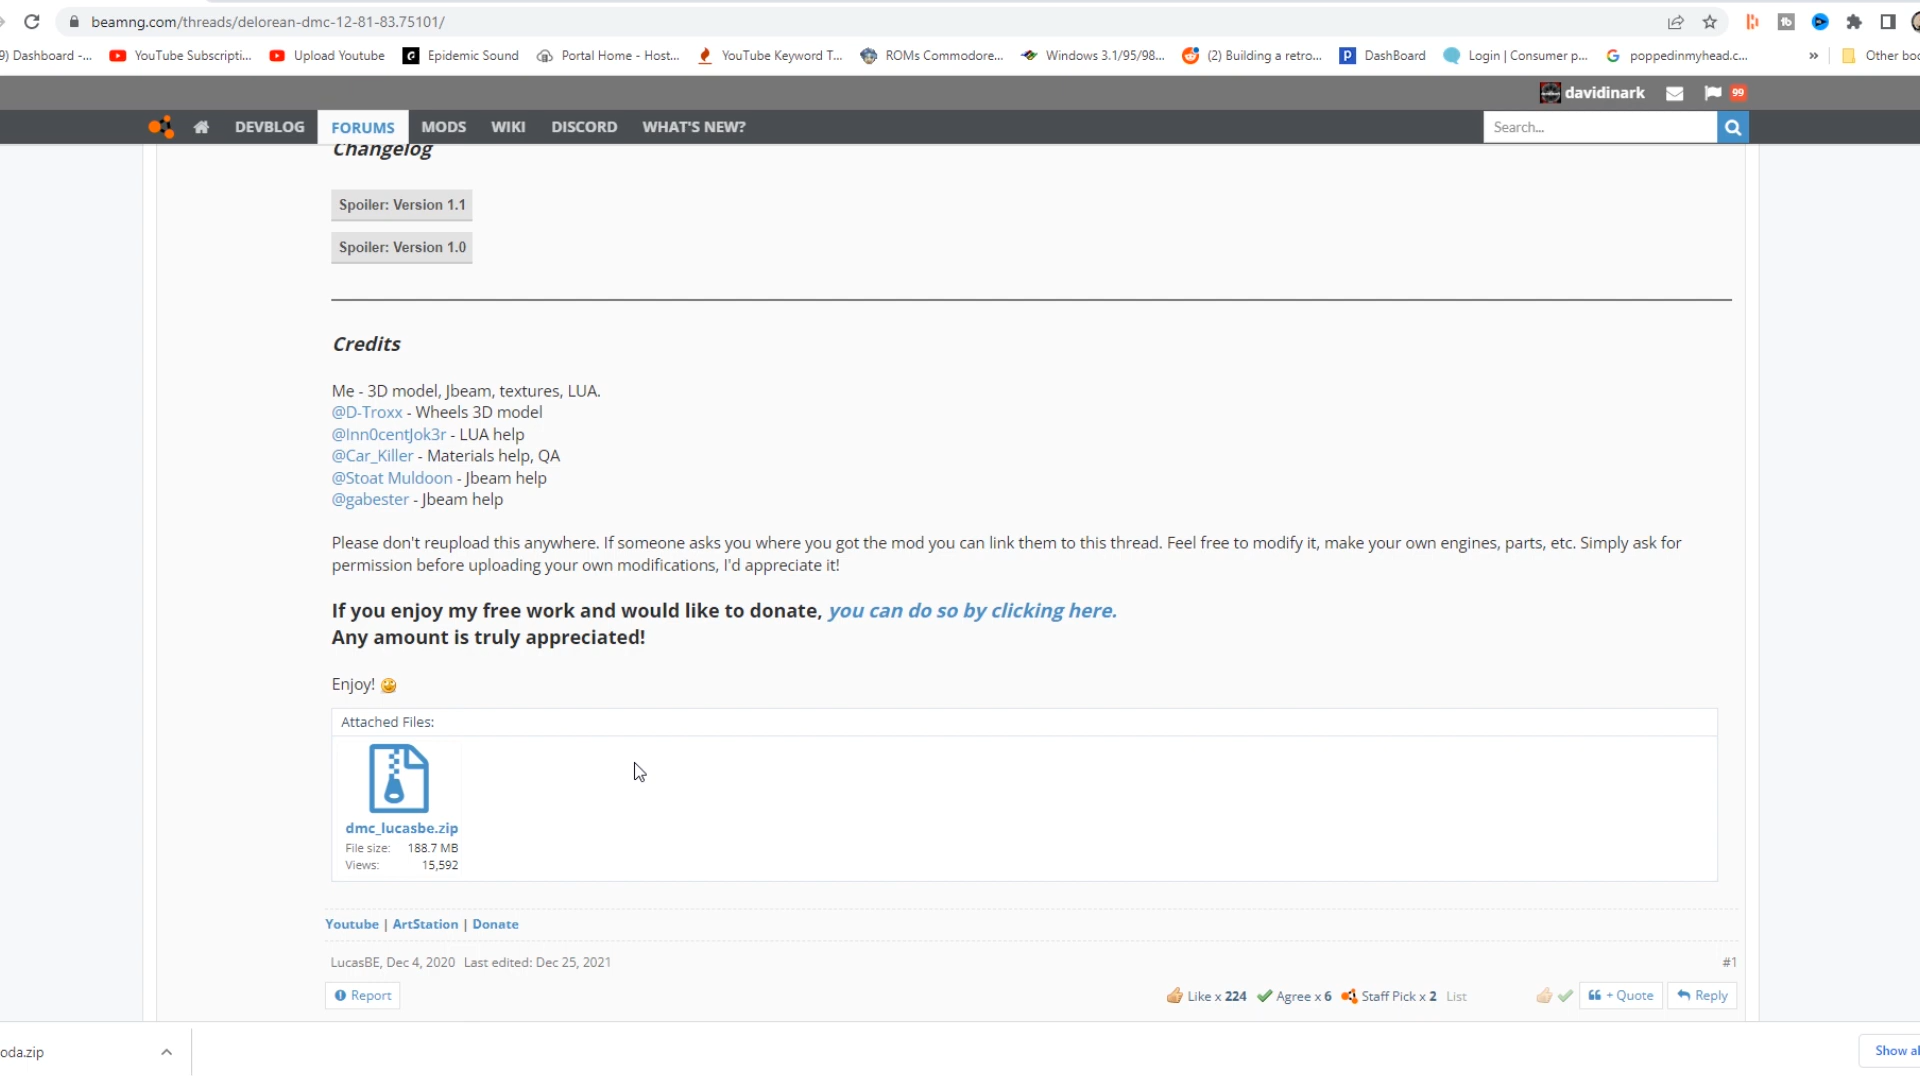 beamng.com/threads/delorean-dmc-12-81-83.75101/
9) Dashboard -... YouTube Subscripti... Upload Youtube Epidemic Sound Portal Home - Host... YouTube Keyword T... ROMs Commodore... Windows 3.1/95/98... (2) Building a retro... DashBoard Login | Consumer p... poppedinmyhead.c... » Other boo
davidinark 99
DEVBLOG FORUMS MODS WIKI DISCORD WHAT'S NEW? Search...
Changelog
Spoiler: Version 1.1
Spoiler: Version 1.0
Credits
Me - 3D model, Jbeam, textures, LUA.
@D-Troxx - Wheels 3D model
@Inn0centJok3r - LUA help
@Car_Killer - Materials help, QA
@Stoat Muldoon - Jbeam help
@gabester - Jbeam help
Please don't reupload this anywhere. If someone asks you where you got the mod you can link them to this thread. Feel free to modify it, make your own engines, parts, etc. Simply ask for
permission before uploading your own modifications, I'd appreciate it!
If you enjoy my free work and would like to donate, you can do so by clicking here.
Any amount is truly appreciated!
Enjoy!
Attached Files:
dmc_lucasbe.zip
File size: 188.7 MB
Views: 15,592
Youtube | ArtStation | Donate
LucasBE, Dec 4, 2020 Last edited: Dec 25, 2021 #1
Report Like x 224 Agree x 6 Staff Pick x 2 List + Quote Reply
oda.zip Show al